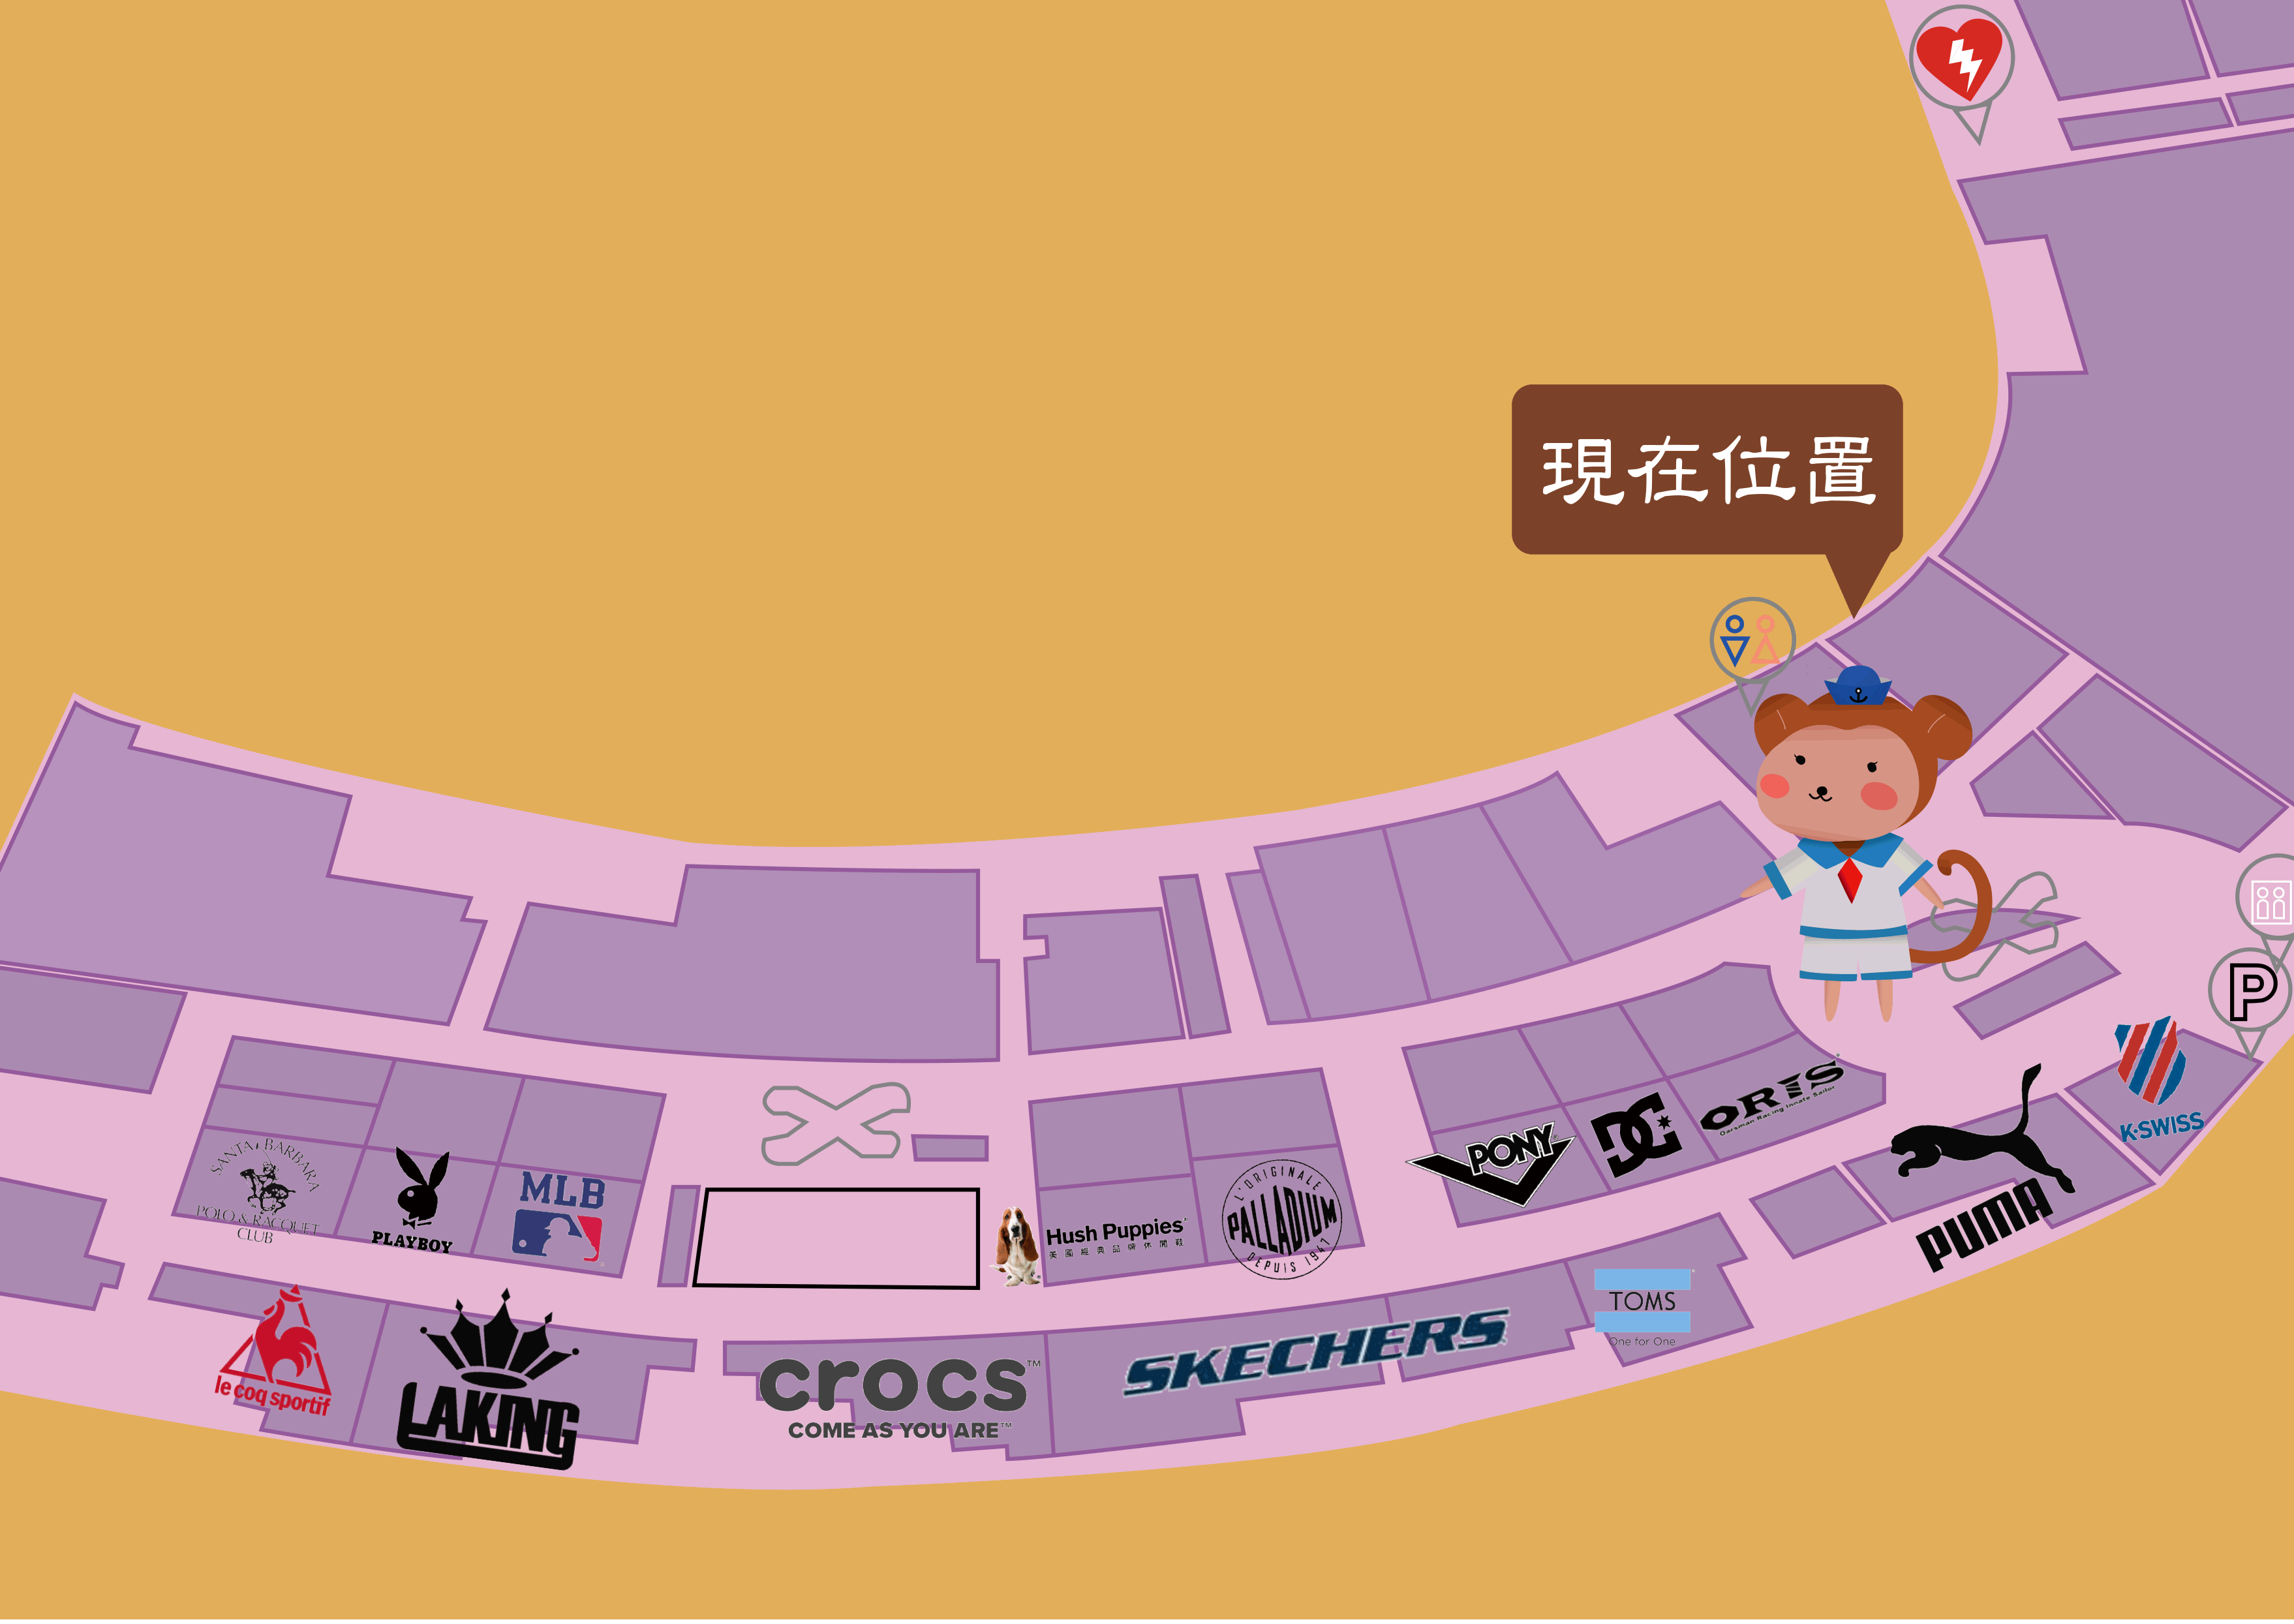 現在位置
P
K·SWISS
PUMA
ORIS
Oarsman Racing Innate Sailor
DC
PONY
TOMS
One for One
L'ORIGINALE
PALLADIUM
DEPUIS 1947
Hush Puppies
美國經典品牌休閒鞋
SKECHERS
crocs™
COME AS YOU ARE™
MLB
PLAYBOY
SANTA BARBARA
POLO & RACQUET
CLUB
le coq sportif
LAKING